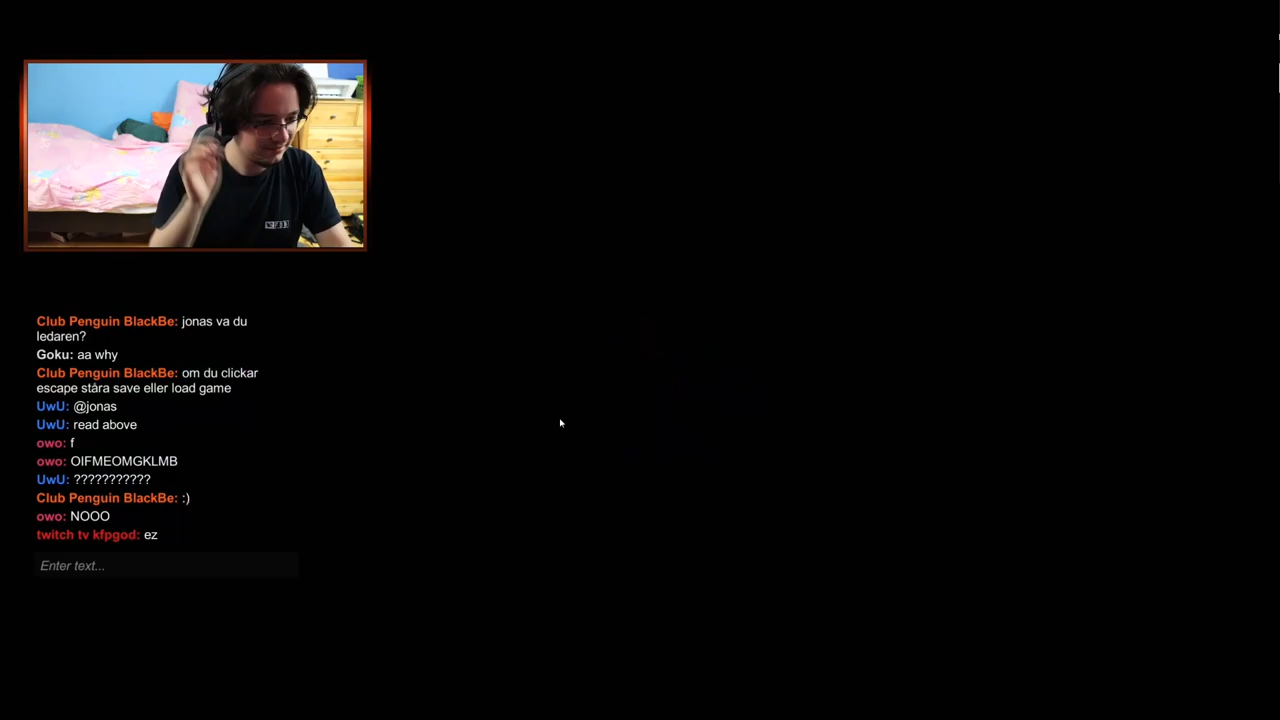 Club Penguin BlackBe: jonas va du
ledaren?
Goku: aa why
Club Penguin BlackBe: om du clickar
escape ståra save eller load game
UwU: @jonas
UwU: read above
owo: f
owo: OIFMEOMGKLMB
UwU: ???????????
Club Penguin BlackBe: :)
owo: NOOO
twitch tv kfpgod: ez
Enter text...